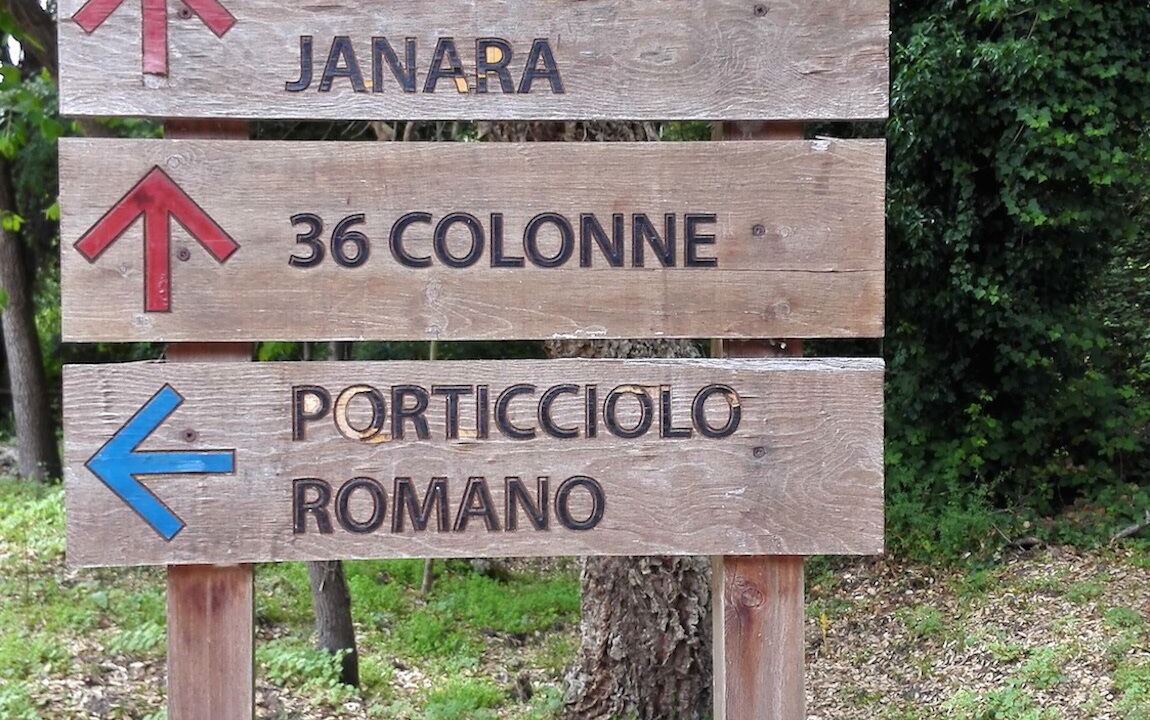 JANARA
36 COLONNE
PORTICCIOLO
ROMANO